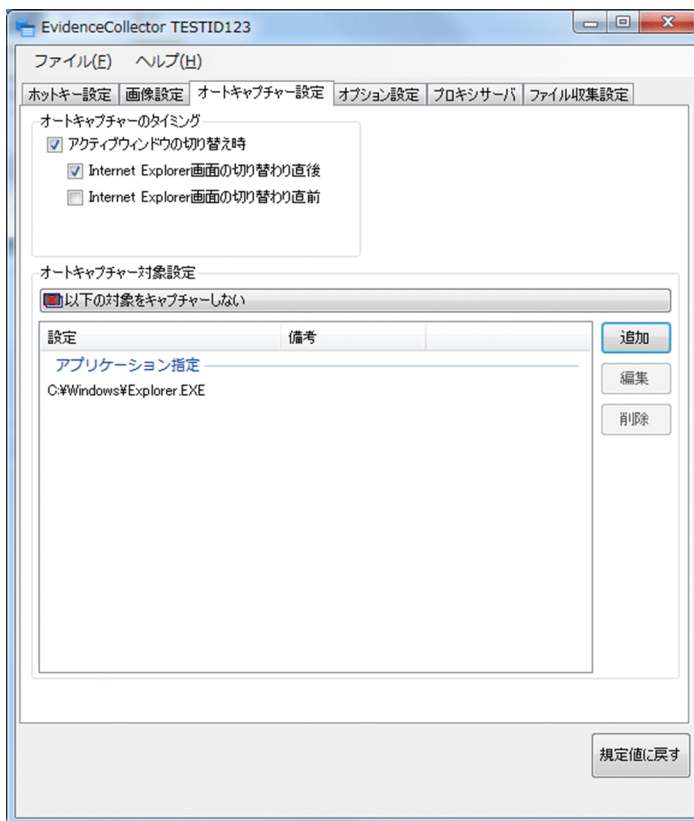 EvidenceCollector TESTID123
ファイル(F) ヘルプ(H)
ホットキー設定 画像設定 オートキャプチャー設定 オプション設定 プロキシサーバ ファイル収集設定
オートキャプチャーのタイミング
アクティブウィンドウの切り替え時
Internet Explorer画面の切り替わり直後
Internet Explorer画面の切り替わり直前
オートキャプチャー対象設定
以下の対象をキャプチャーしない
設定 備考 追加
アプリケーション指定
編集
C:¥Windows¥Explorer.EXE
削除
規定値に戻す